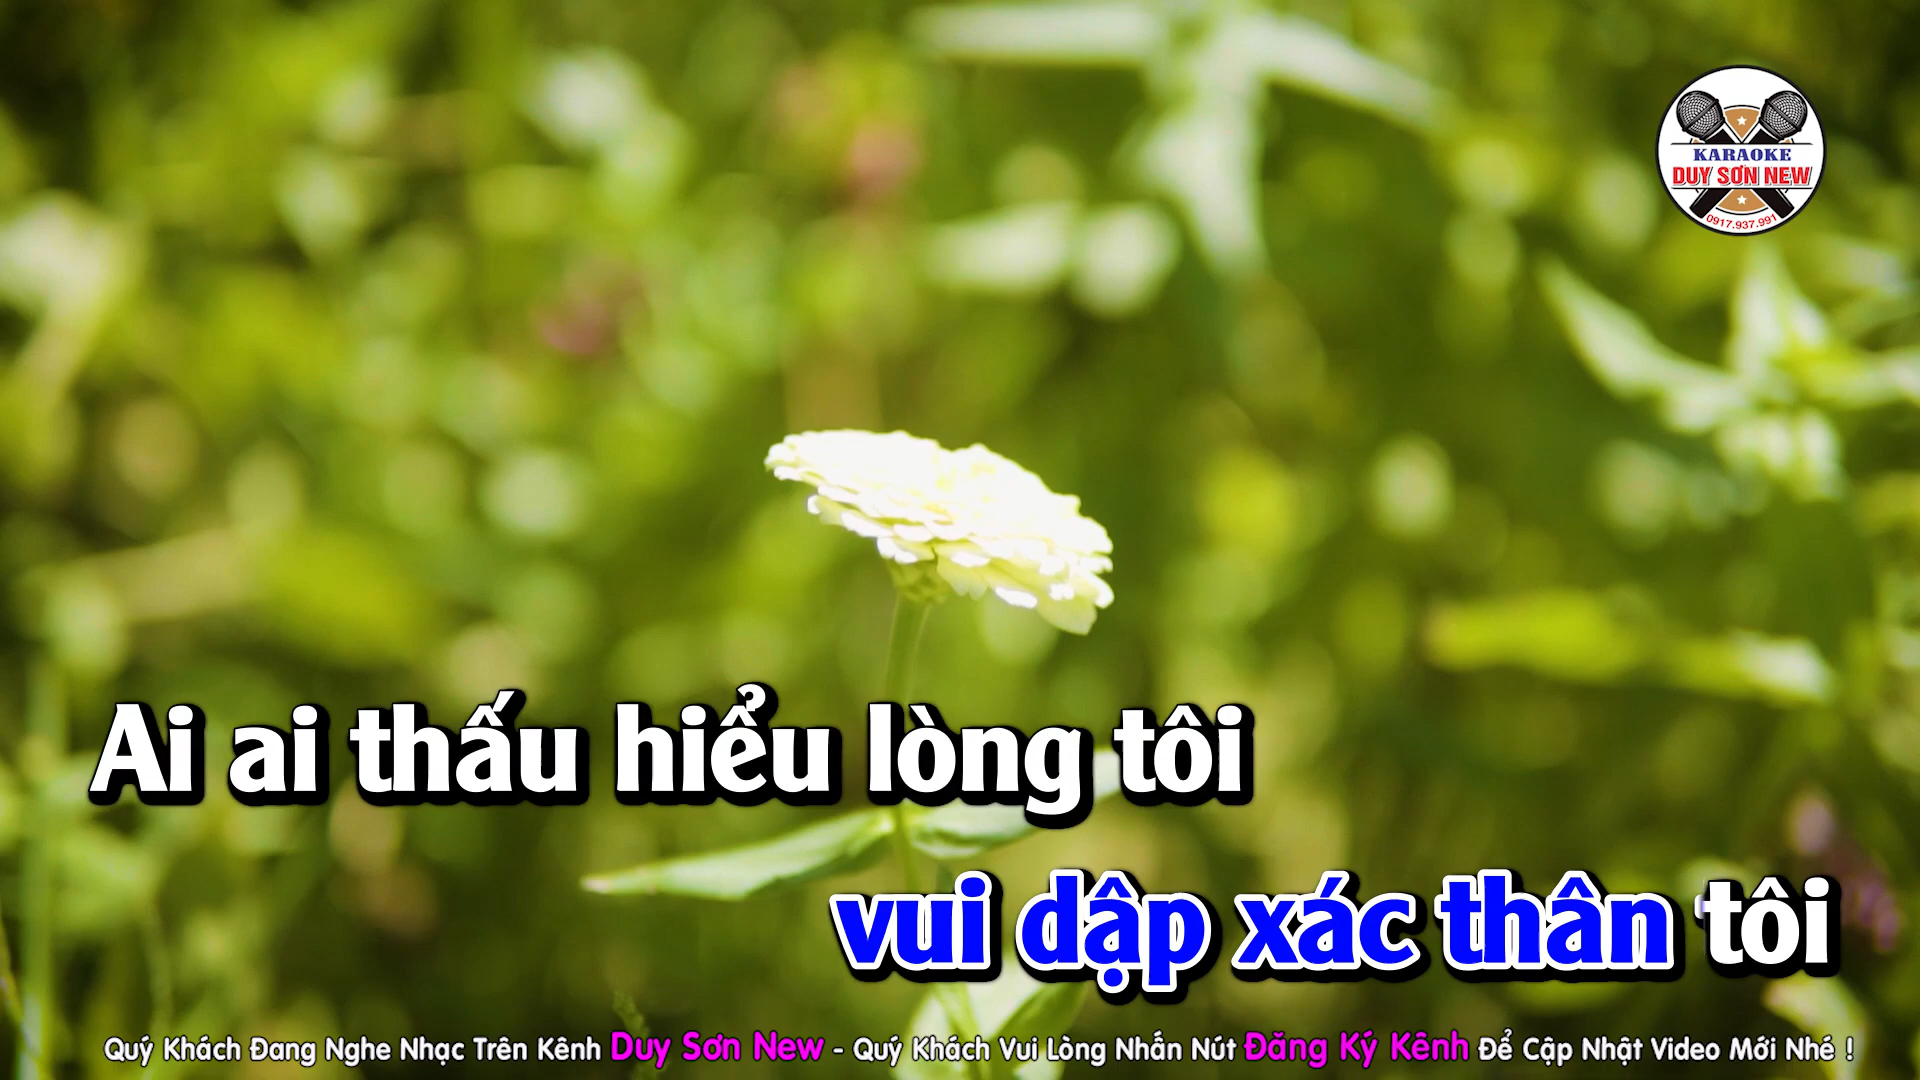 KARAOKE
DUY SƠN NEW
0917.937.991
Ai ai thấu hiểu lòng tôi
vui dập xác thân tôi
Quý Khách Đang Nghe Nhạc Trên Kênh Duy Sơn New - Quý Khách Vui Lòng Nhấn Nút Đăng Ký Kênh Để Cập Nhật Video Mới Nhé !